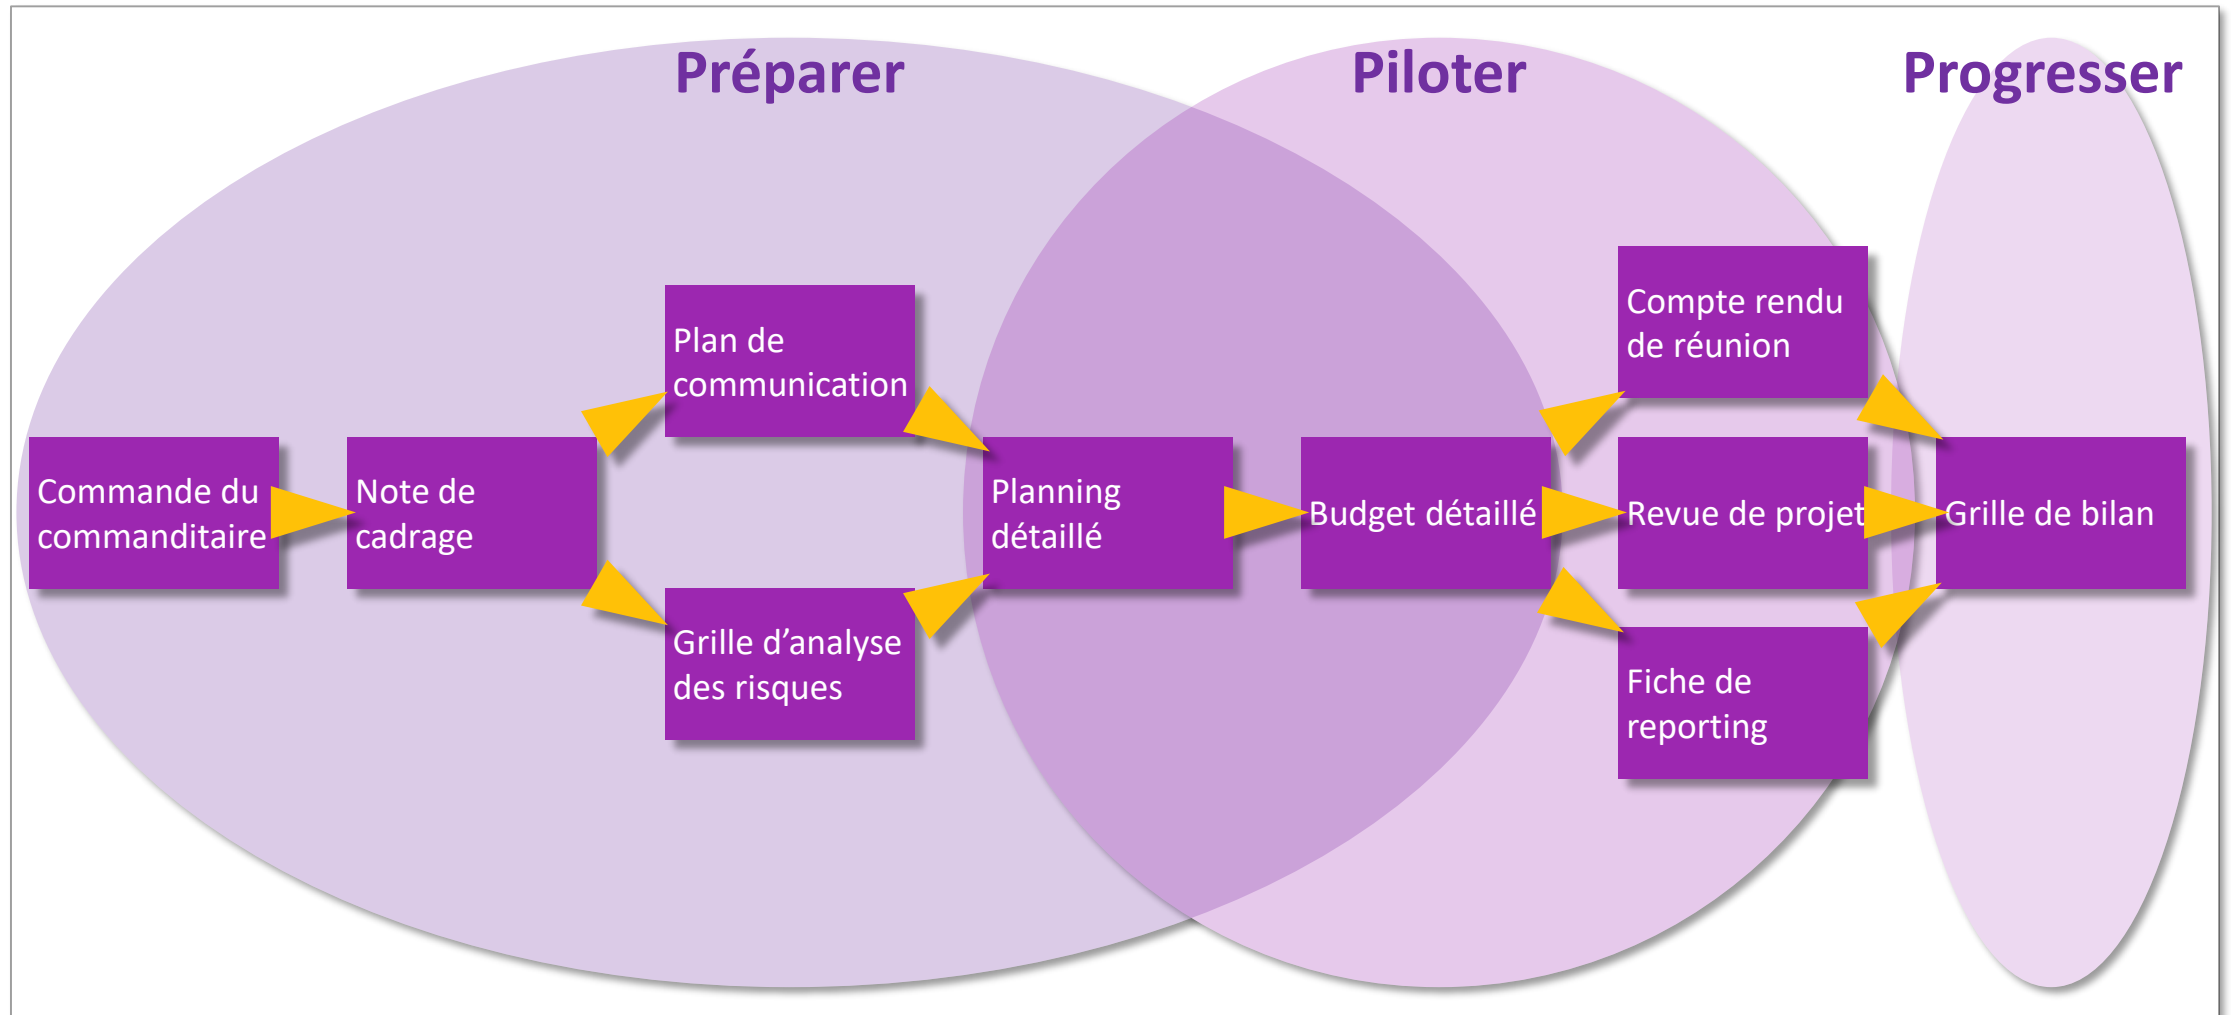 Préparer
Piloter
Progresser
Commande du
commanditaire
Note de
cadrage
Plan de
communication
Grille d’analyse
des risques
Planning
détaillé
Budget détaillé
Compte rendu
de réunion
Revue de projet
Fiche de
reporting
Grille de bilan